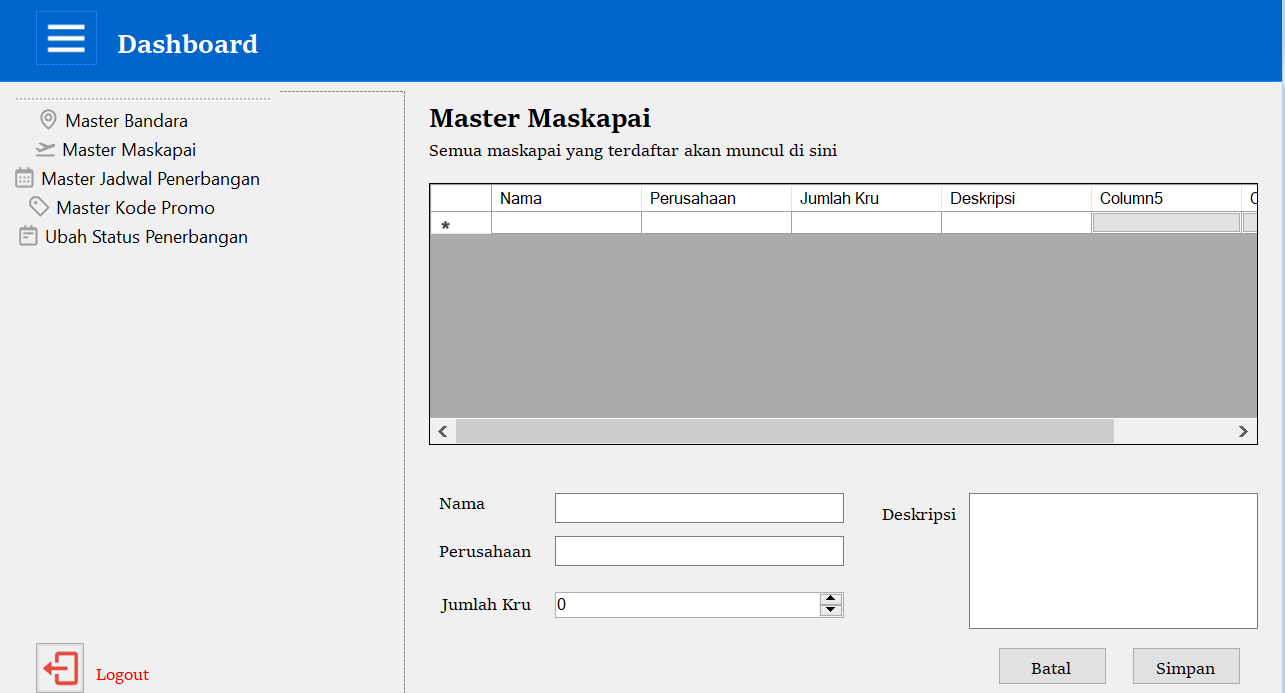 Dashboard
Master Bandara
Master Maskapai
Master Jadwal Penerbangan
Master Kode Promo
Ubah Status Penerbangan
Logout
Master Maskapai
Semua maskapai yang terdaftar akan muncul di sini
Nama Perusahaan Jumlah Kru Deskripsi Column5
*
Nama
Perusahaan
Jumlah Kru 0
Deskripsi
Batal Simpan